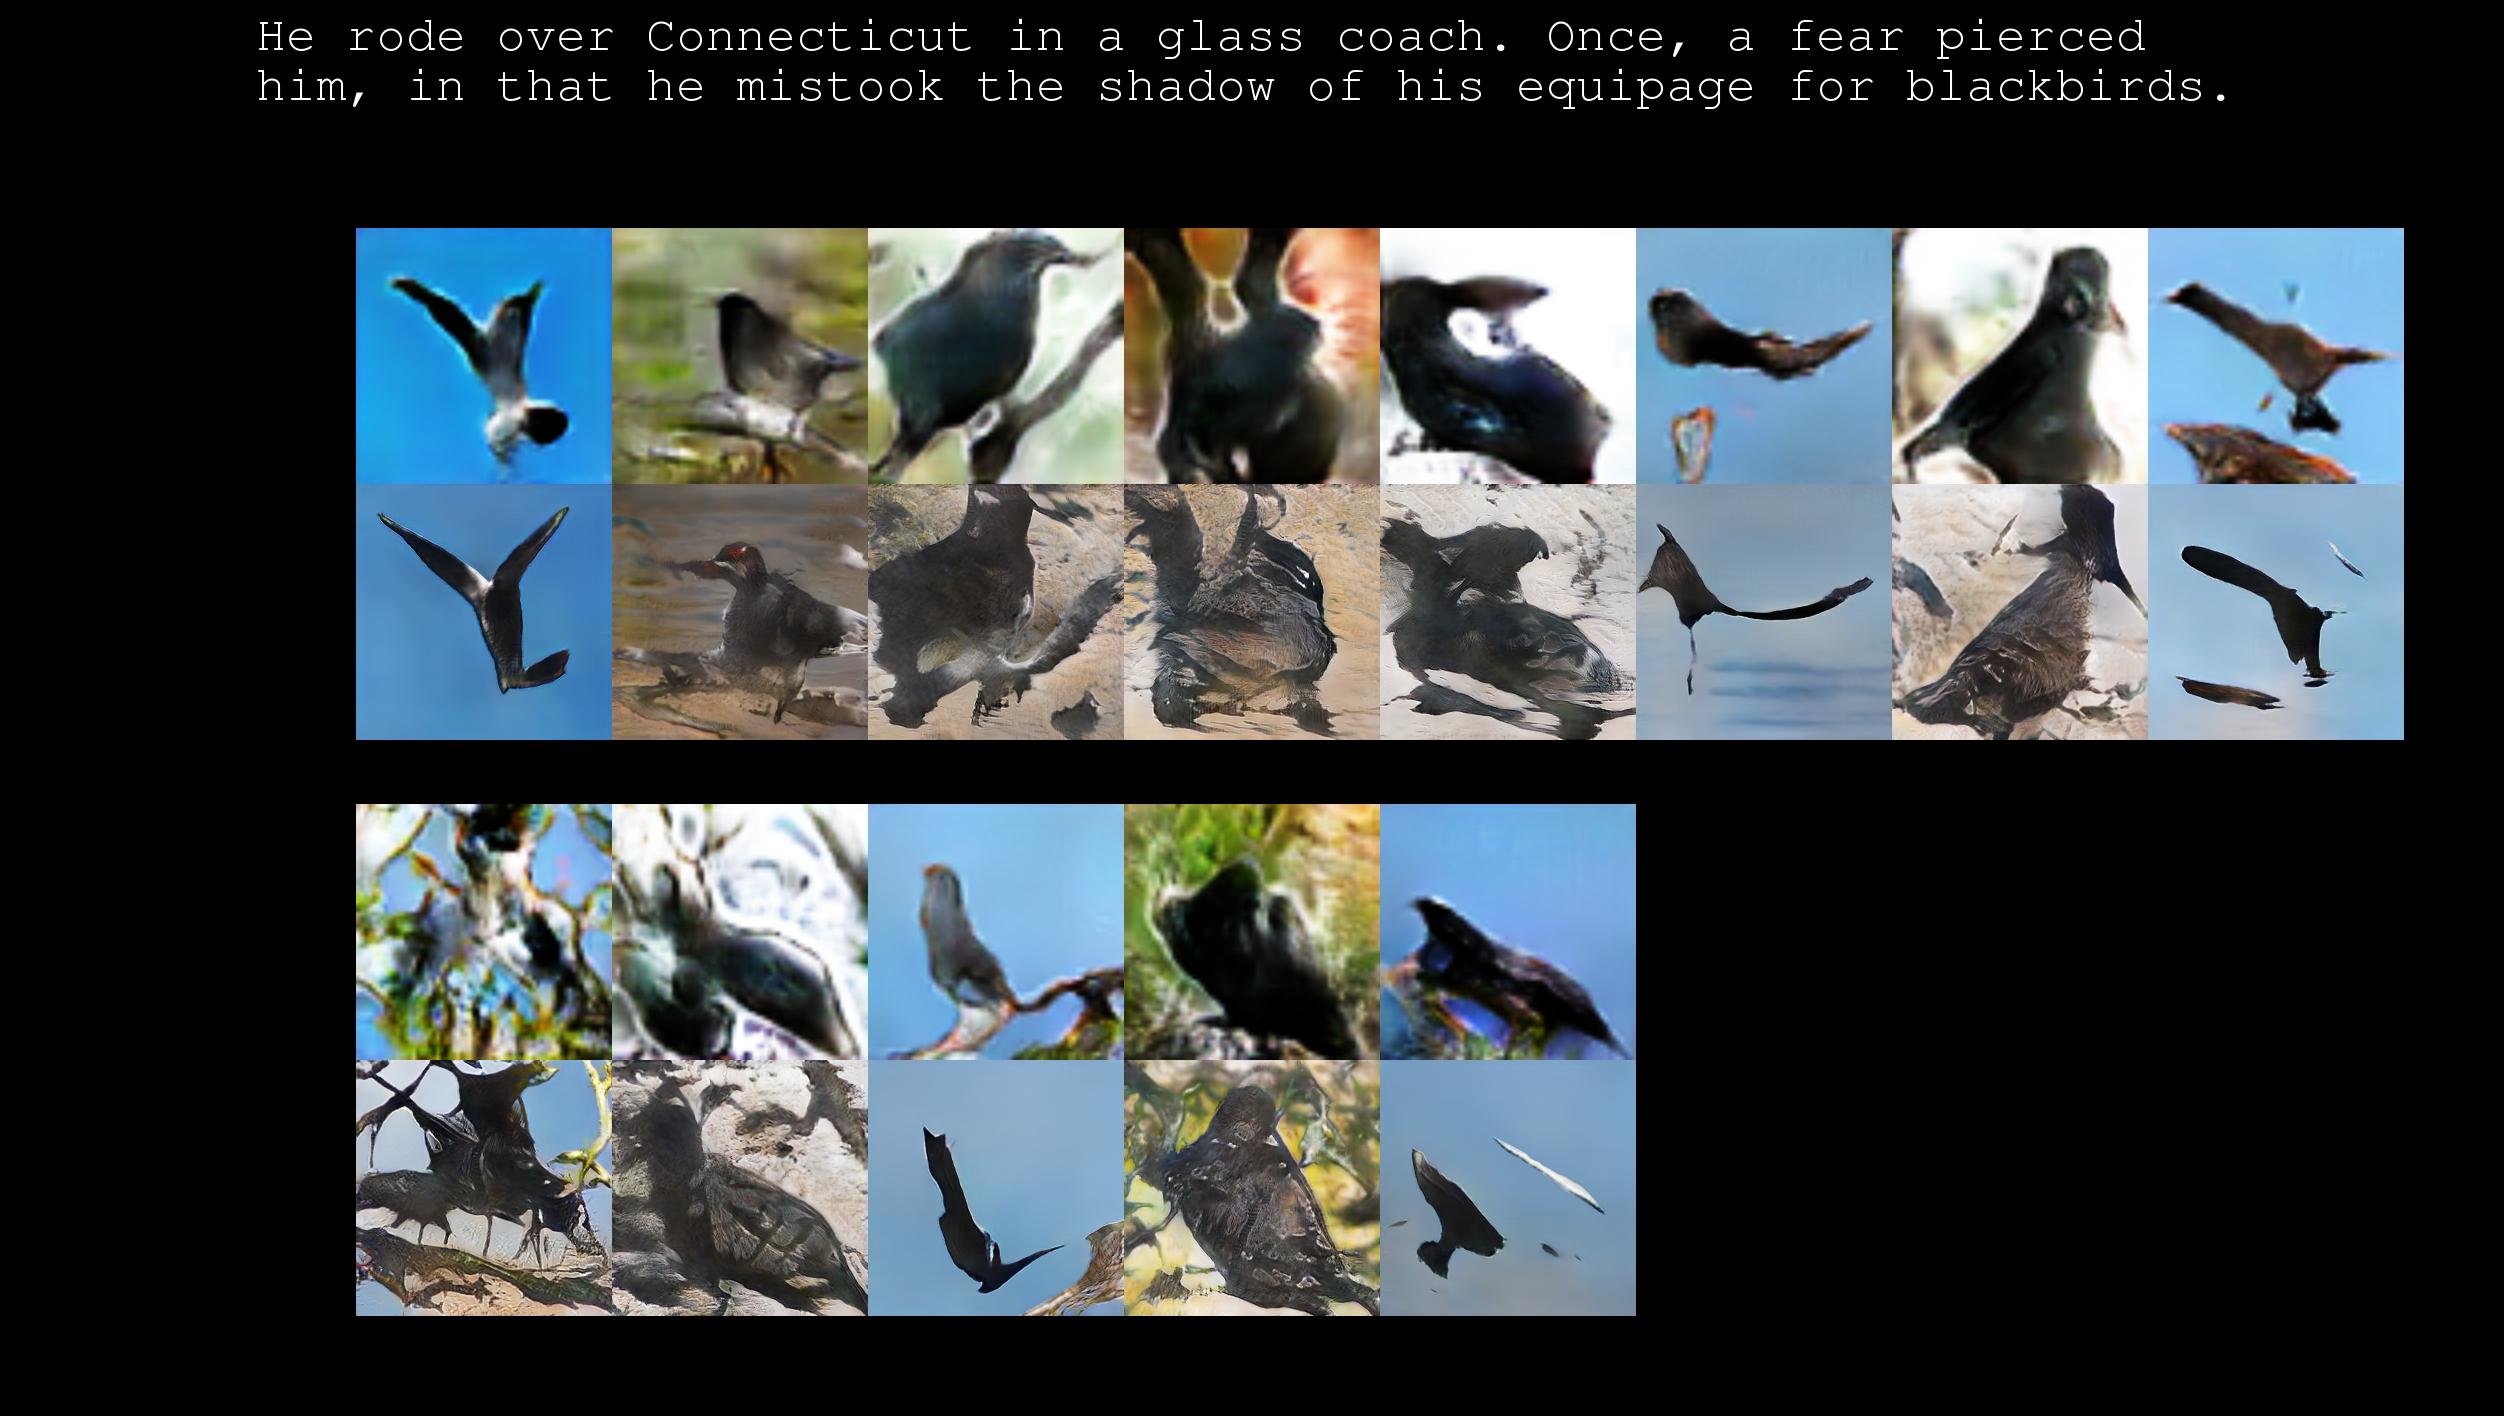 He rode over Connecticut in a glass coach. Once, a fear pierced
him, in that he mistook the shadow of his equipage for blackbirds.